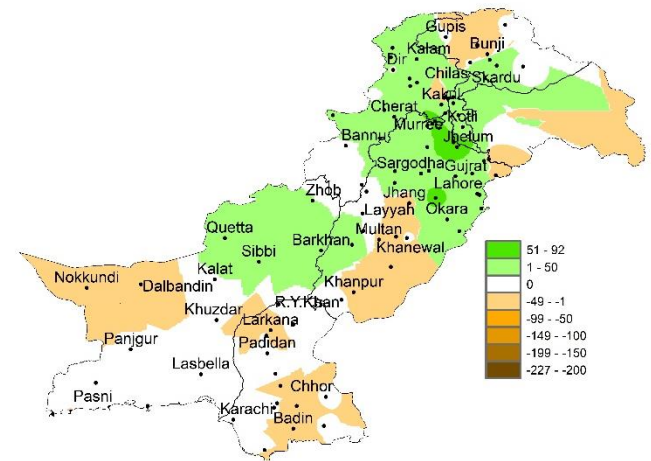 Gupis
Bunji
Kalam
Dir
Chilas
Skardu
Kakul
Cherat
Kotli
Murree
Bannu
Jhelum
Sargodha
Gujrat
Lahore
Zhob
Jhang
Layyah
Okara
Quetta
Multan
Barkhan
Khanewal
Sibbi
Kalat
Nokkundi
Dalbandin
Khanpur
R.Y.Khan
Khuzdar
Larkana
Padidan
Panjgur
Lasbella
Pasni
Chhor
Karachi
Badin
51 - 92
1 - 50
0
-49 - -1
-99 - -50
-149 - -100
-199 - -150
-227 - -200